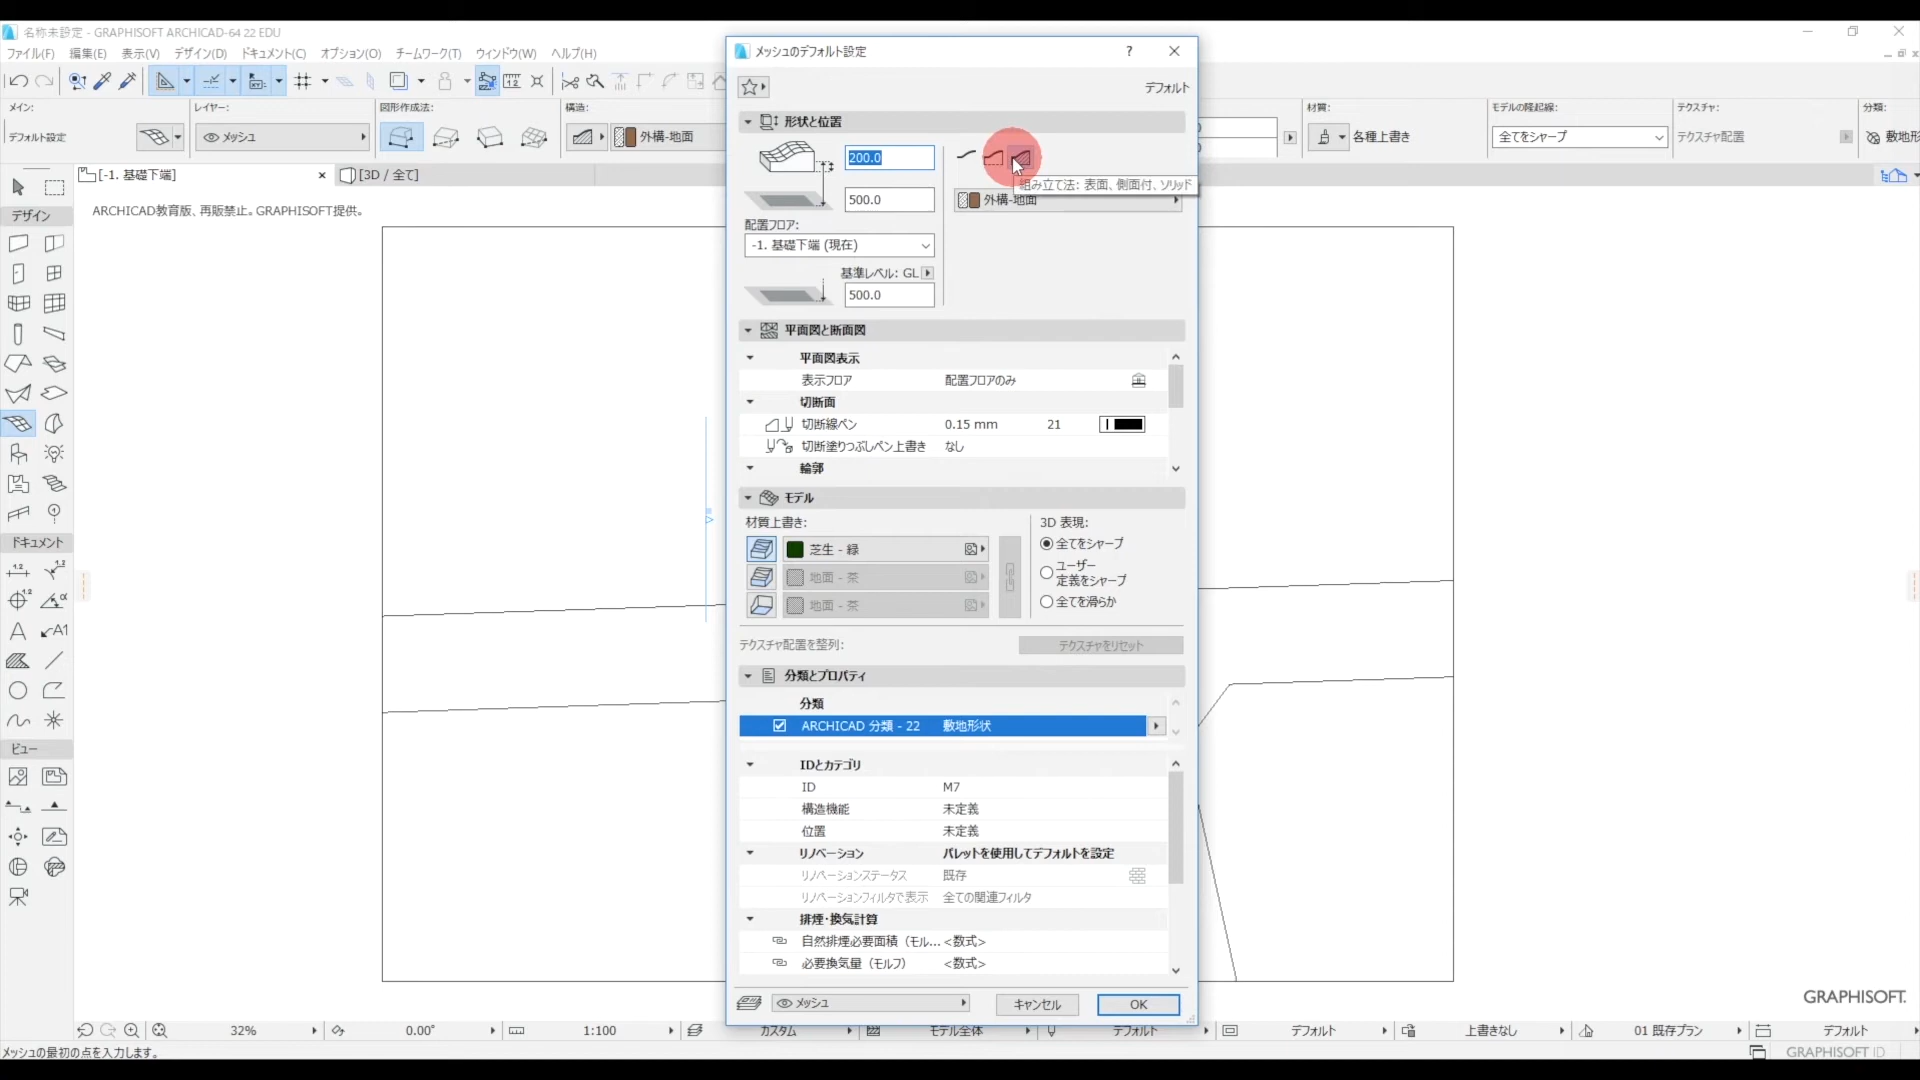 名称未設定 - GRAPHISOFT ARCHICAD-64 22 EDU
ファイル(F) 編集(E) 表示(V) デザイン(D) ドキュメント(C) オプション(O) チームワーク(T) ウィンドウ(W) ヘルプ(H)
メイン:
デフォルト設定
レイヤー:
メッシュ
図形作成法:
構造:
外構-地面
材質:
各種上書き
モデルの隆起線:
全てをシャープ
テクスチャ:
テクスチャ配置
分類:
敷地形
[-1. 基礎下端]
[3D / 全て]
ARCHICAD教育版、再販禁止。GRAPHISOFT提供。
デザイン
ドキュメント
ビュー
メッシュのデフォルト設定
デフォルト
形状と位置
200.0
500.0
組み立て法: 表面、側面付、ソリッド
外構-地面
配置フロア:
-1. 基礎下端 (現在)
基準レベル: GL
500.0
平面図と断面図
平面図表示
表示フロア 配置フロアのみ
切断面
切断線ペン 0.15 mm 21
切断塗りつぶしペン上書き なし
輪郭
モデル
材質上書き:
芝生 - 緑
地面 - 茶
地面 - 茶
3D 表現:
全てをシャープ
ユーザー
定義をシャープ
全てを滑らか
テクスチャ配置を整列:
テクスチャをリセット
分類とプロパティ
分類
ARCHICAD 分類 - 22 敷地形状
IDとカテゴリ
ID M7
構造機能 未定義
位置 未定義
リノベーション パレットを使用してデフォルトを設定
リノベーションステータス 既存
リノベーションフィルタで表示 全ての関連フィルタ
排煙・換気計算
自然排煙必要面積（モル... <数式>
必要換気量（モルフ） <数式>
メッシュ
キャンセル
OK
GRAPHISOFT.
32% 0.00° 1:100 カスタム モデル全体 デフォルト デフォルト 上書きなし 01 既存プラン デフォルト
メッシュの最初の点を入力します。
GRAPHISOFT ID